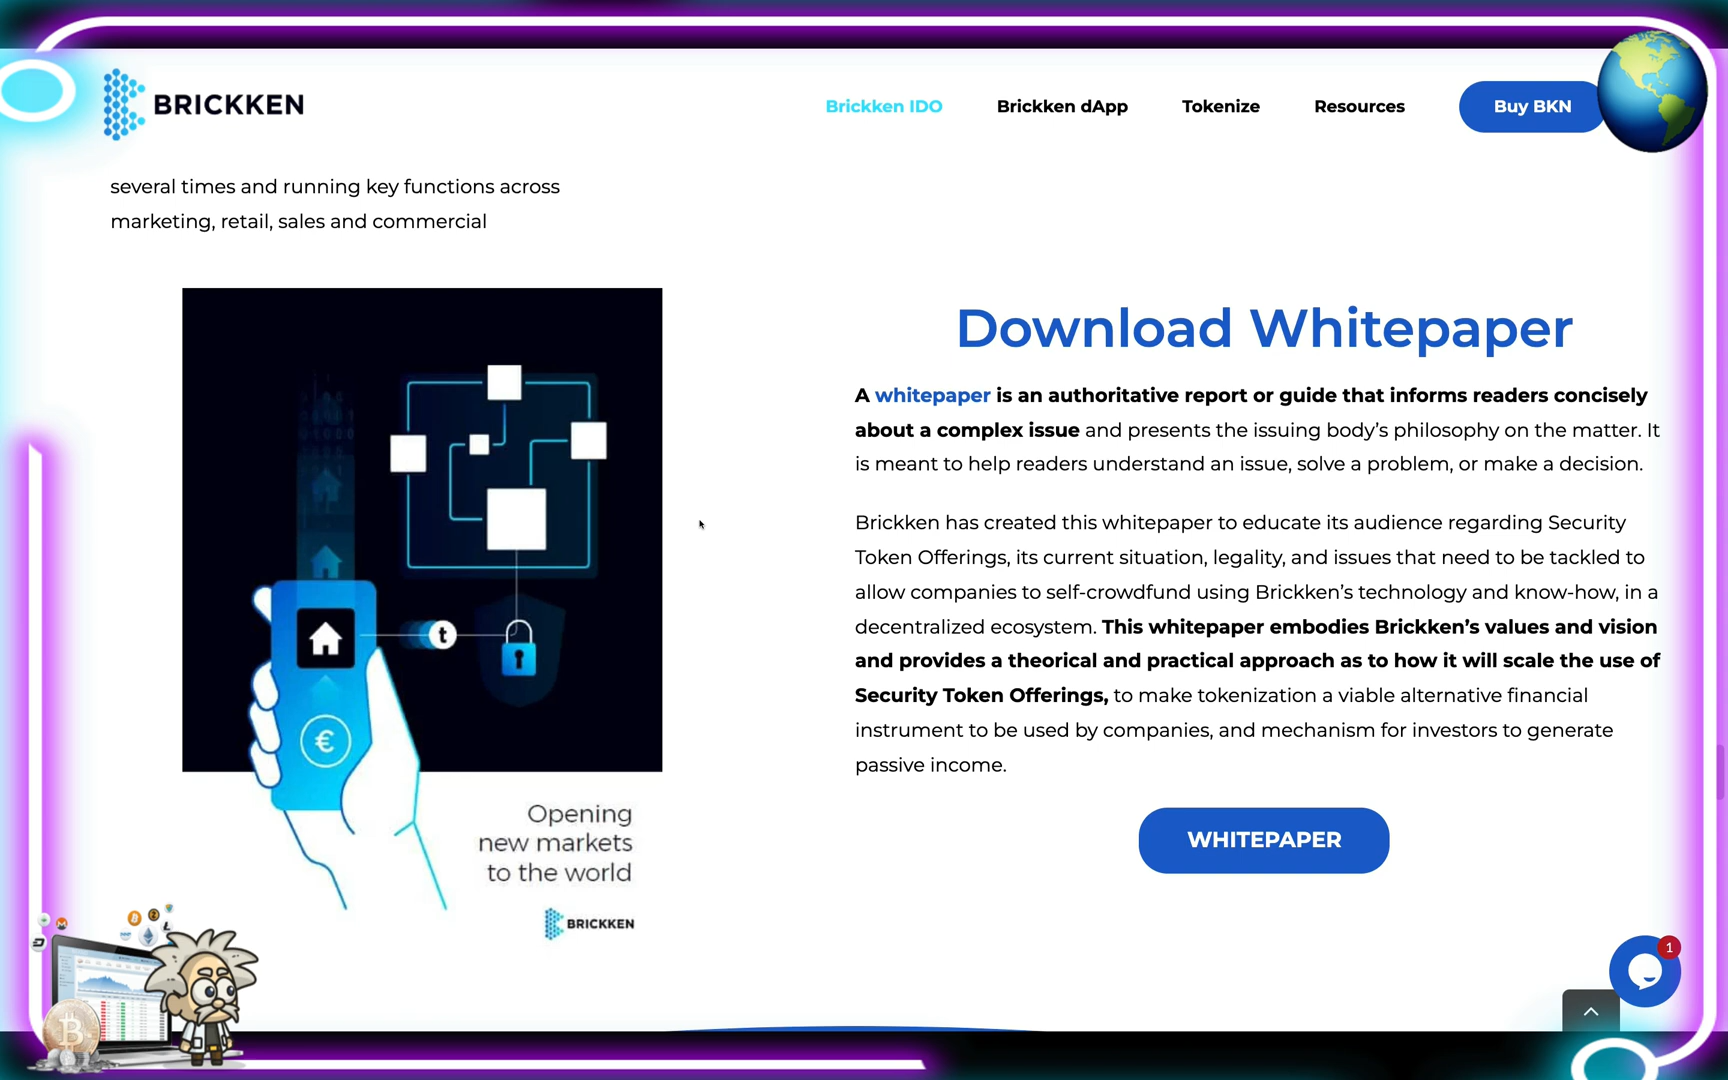 BRICKKEN
Brickken IDO
Brickken dApp
Tokenize
Resources
Buy BKN
several times and running key functions across
marketing, retail, sales and commercial
t
€
Opening
new markets
to the world
BRICKKEN
Download Whitepaper
A whitepaper is an authoritative report or guide that informs readers concisely
about a complex issue and presents the issuing body’s philosophy on the matter. It
is meant to help readers understand an issue, solve a problem, or make a decision.
Brickken has created this whitepaper to educate its audience regarding Security
Token Offerings, its current situation, legality, and issues that need to be tackled to
allow companies to self-crowdfund using Brickken’s technology and know-how, in a
decentralized ecosystem. This whitepaper embodies Brickken’s values and vision
and provides a theorical and practical approach as to how it will scale the use of
Security Token Offerings, to make tokenization a viable alternative financial
instrument to be used by companies, and mechanism for investors to generate
passive income.
WHITEPAPER
1